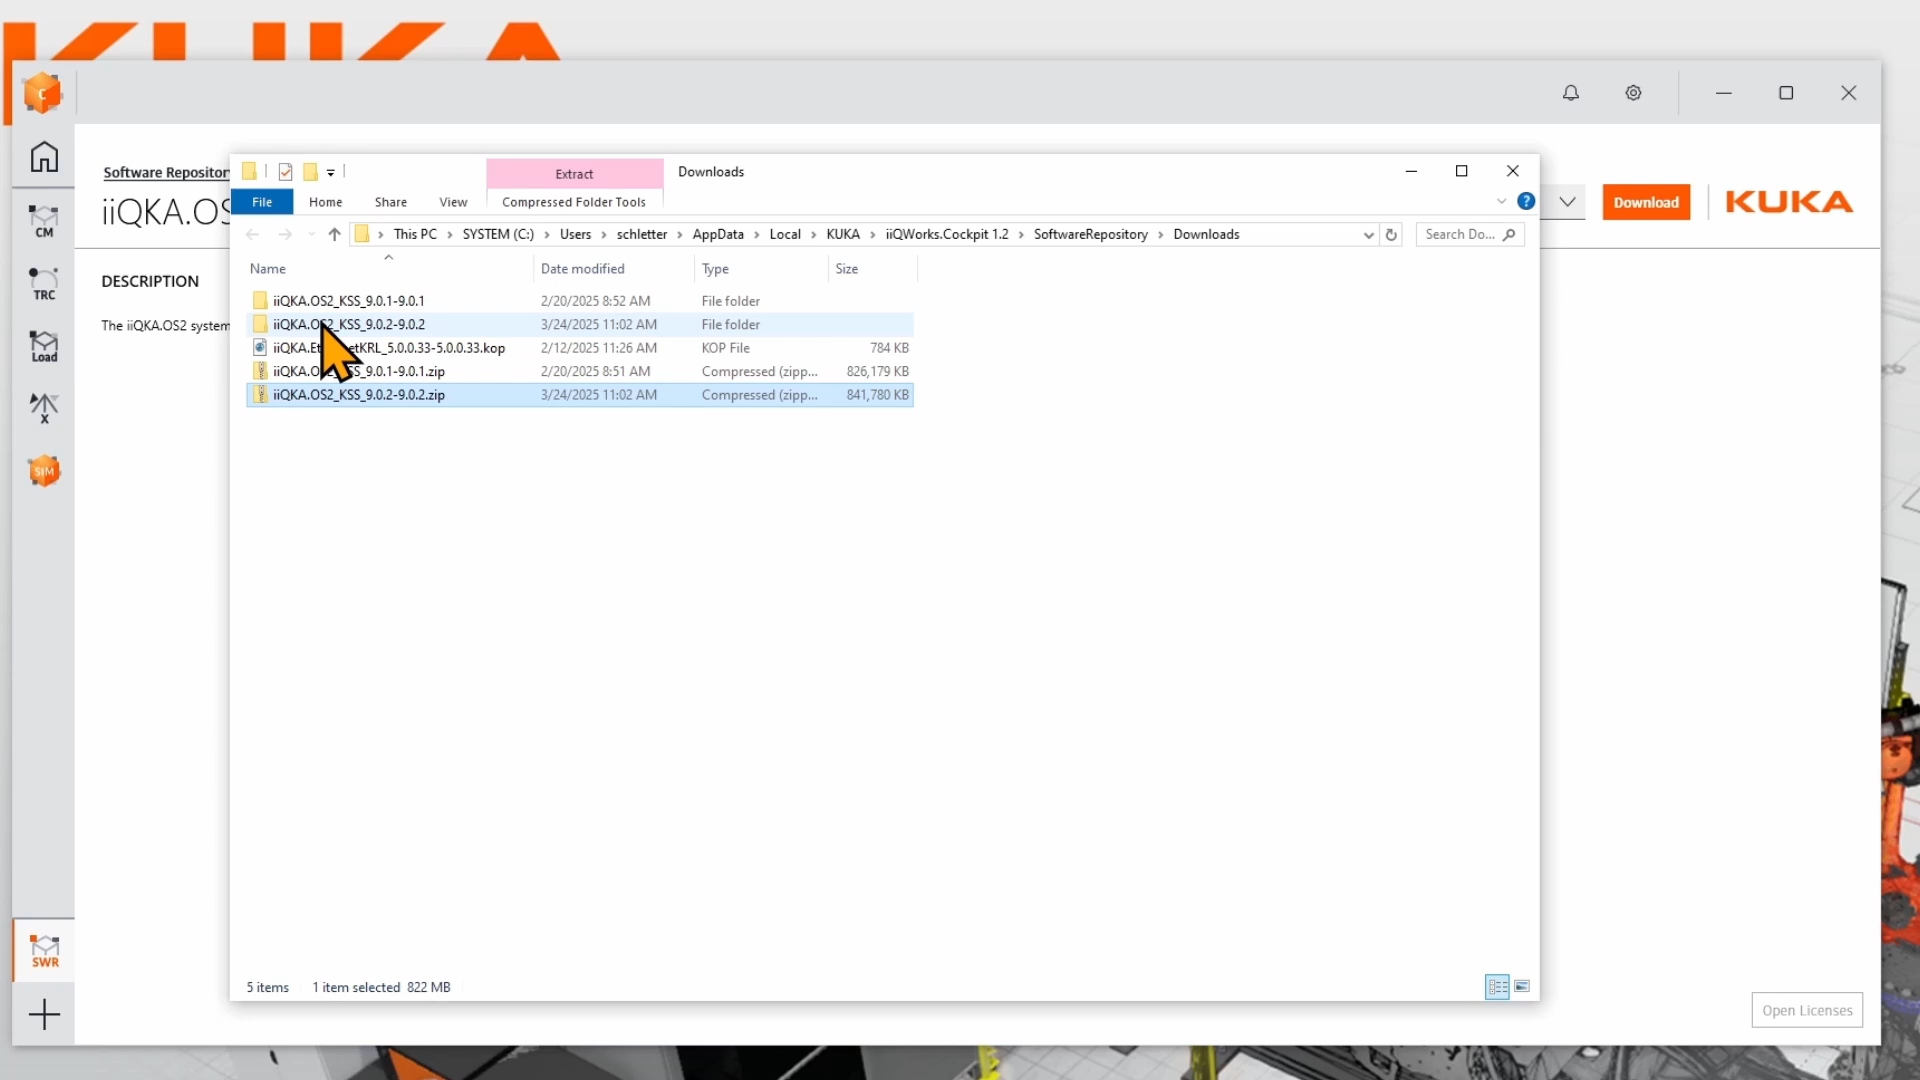 KUKA
C
Software Repository
iiQKA.OS
Download
KUKA
DESCRIPTION
The iiQKA.OS2 system
Extract
Downloads
File
Home
Share
View
Compressed Folder Tools
?
This PC > SYSTEM (C:) > Users > schletter > AppData > Local > KUKA > iiQWorks.Cockpit 1.2 > SoftwareRepository > Downloads
Search Do...
Name Date modified Type Size
iiQKA.OS2_KSS_9.0.1-9.0.1 2/20/2025 8:52 AM File folder
iiQKA.OS2_KSS_9.0.2-9.0.2 3/24/2025 11:02 AM File folder
iiQKA.Et etKRL_5.0.0.33-5.0.0.33.kop 2/12/2025 11:26 AM KOP File 784 KB
iiQKA.O SS_9.0.1-9.0.1.zip 2/20/2025 8:51 AM Compressed (zipp... 826,179 KB
iiQKA.OS2_KSS_9.0.2-9.0.2.zip 3/24/2025 11:02 AM Compressed (zipp... 841,780 KB
5 items 1 item selected 822 MB
CM
TRC
Load
X
SIM
SWR
Open Licenses